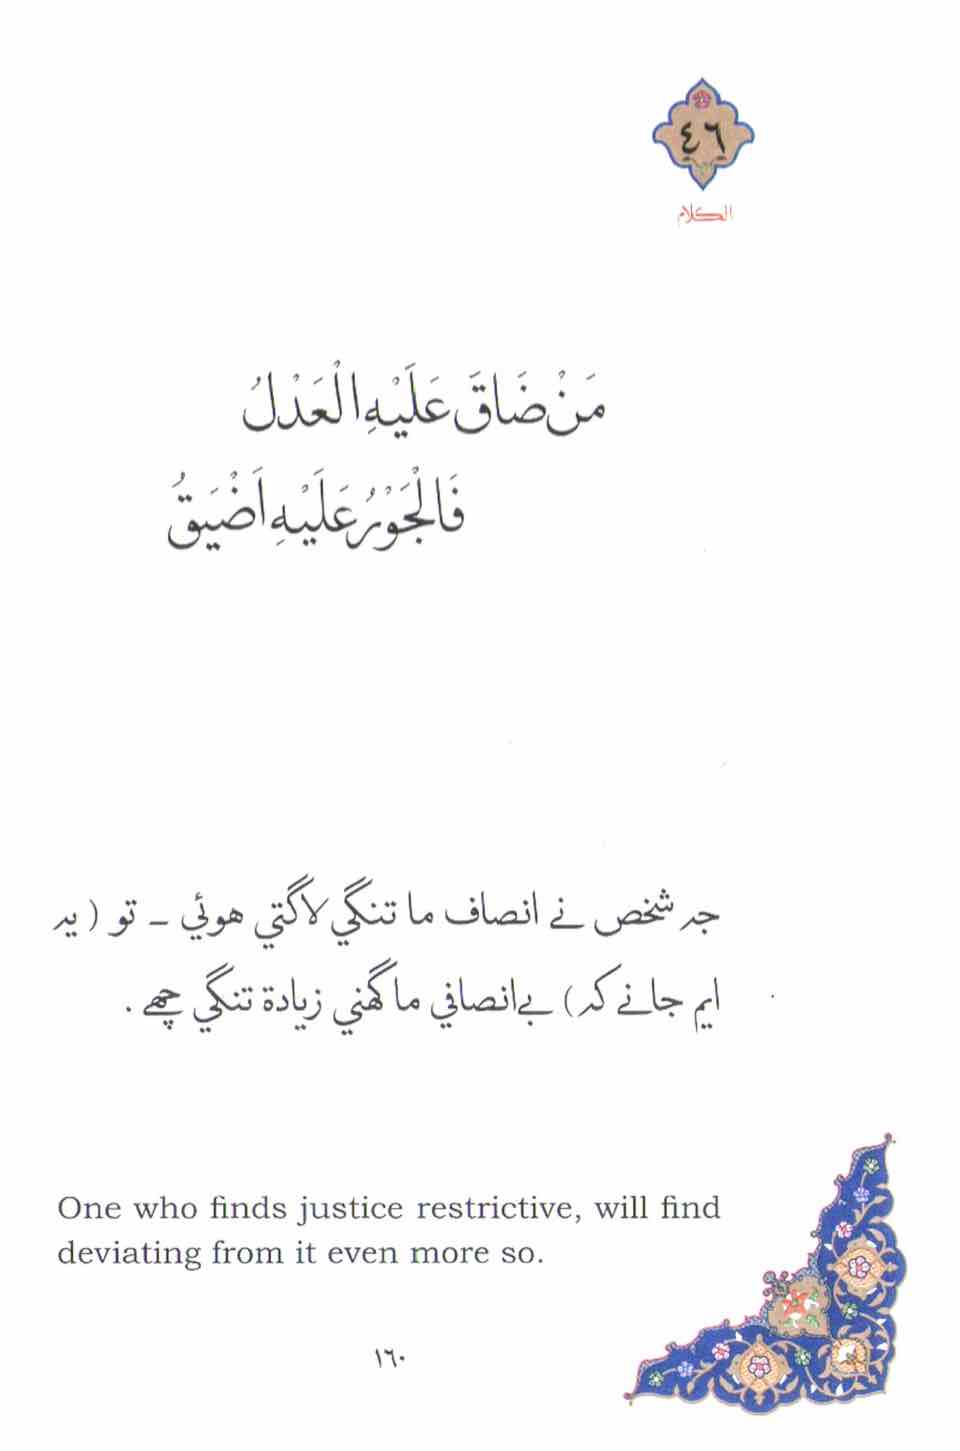 ٤٦
الكلام
مَنْ ضَاقَ عَلَيْهِ الْعَدْلُ
فَالْجَوْرُ عَلَيْهِ اَضْيَقُ
جہ شخص نے انصاف ما تنگي لاگتي هوئي ـ تو (یہ
ایم جانے کہ) بےانصافي ما گھني زيادة تنگي چھے .
One who finds justice restrictive, will find
deviating from it even more so.
١٦٠